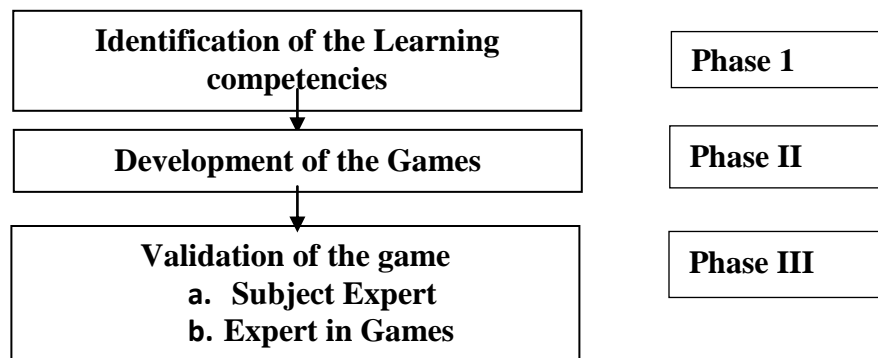 Identification of the Learning
competencies
Phase 1
Development of the Games
Phase II
Validation of the game
a. Subject Expert
b. Expert in Games
Phase III